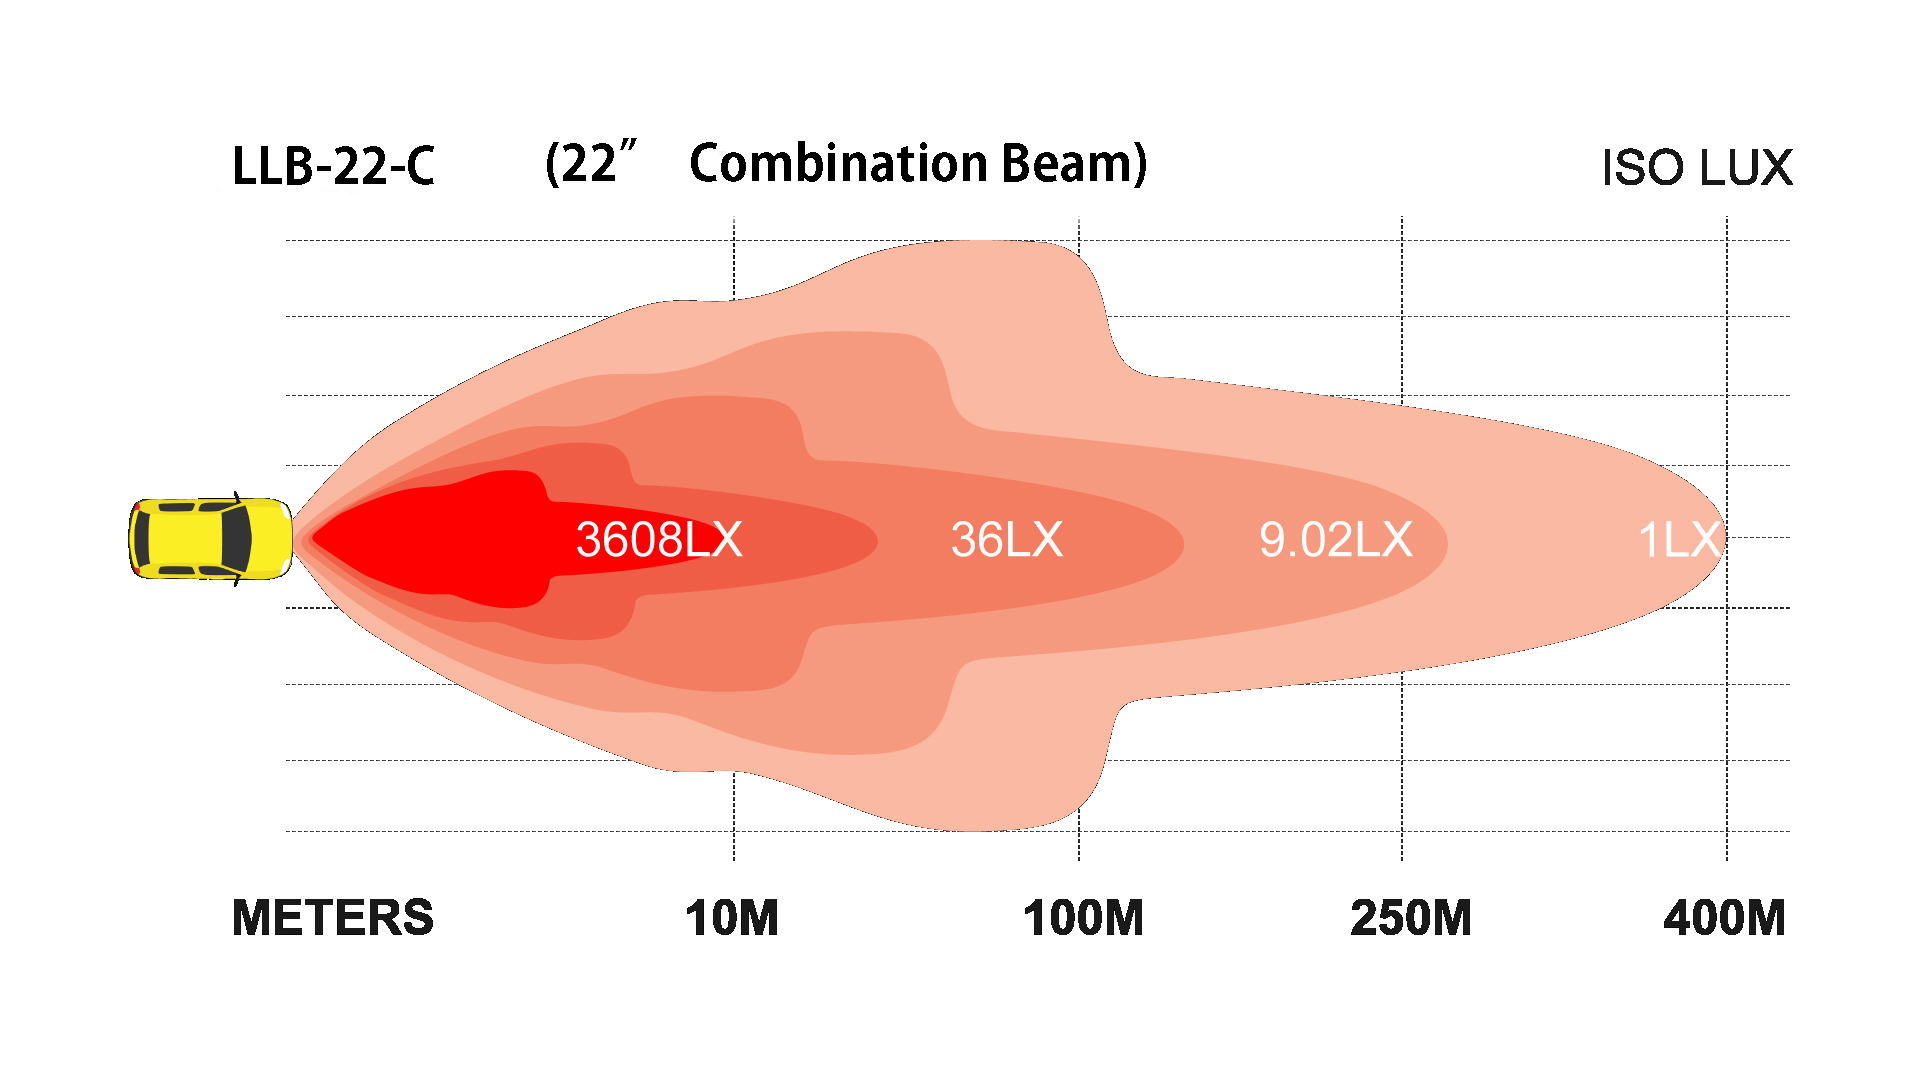 LLB-22-C (22″ Combination Beam) ISO LUX
3608LX 36LX 9.02LX 1LX
METERS 10M 100M 250M 400M